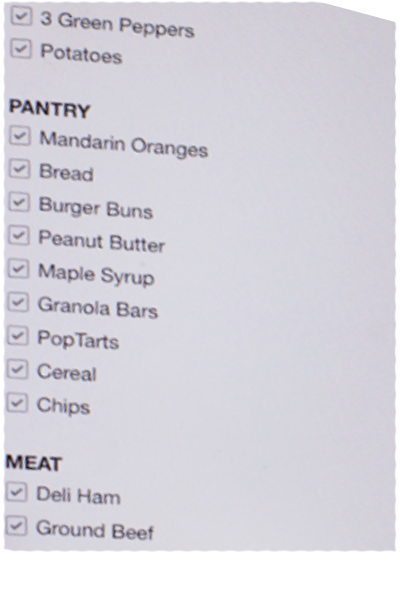 3 Green Peppers
Potatoes
PANTRY
Mandarin Oranges
Bread
Burger Buns
Peanut Butter
Maple Syrup
Granola Bars
PopTarts
Cereal
Chips
MEAT
Deli Ham
Ground Beef